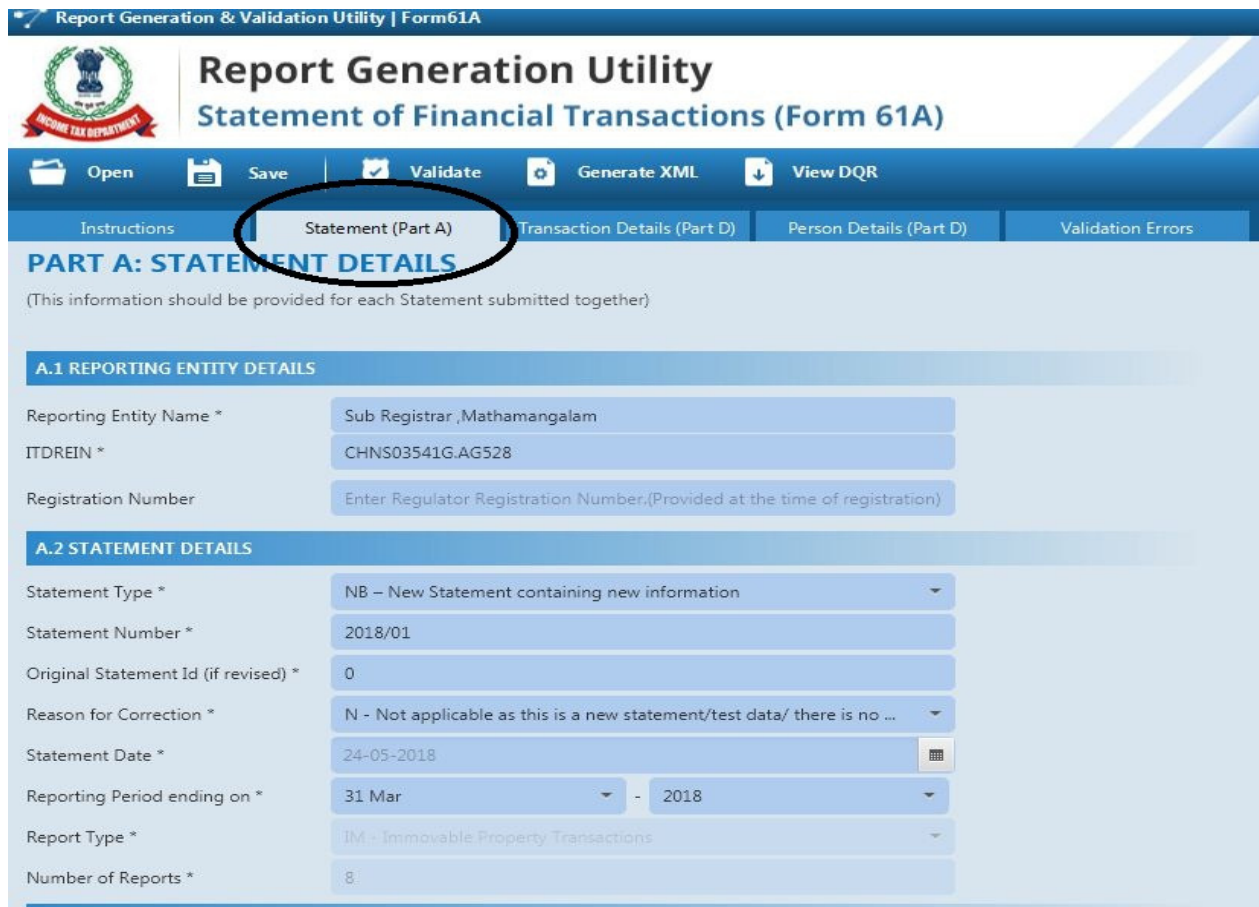 Report Generation & Validation Utility | Form61A
Report Generation Utility
Statement of Financial Transactions (Form 61A)
INCOME TAX DEPARTMENT
Open Save Validate Generate XML View DQR
Instructions Statement (Part A) Transaction Details (Part D) Person Details (Part D) Validation Errors
PART A: STATEMENT DETAILS
(This information should be provided for each Statement submitted together)
A.1 REPORTING ENTITY DETAILS
Reporting Entity Name * Sub Registrar ,Mathamangalam
ITDREIN * CHNS03541G.AG528
Registration Number Enter Regulator Registration Number.(Provided at the time of registration)
A.2 STATEMENT DETAILS
Statement Type * NB – New Statement containing new information
Statement Number * 2018/01
Original Statement Id (if revised) * 0
Reason for Correction * N - Not applicable as this is a new statement/test data/ there is no ...
Statement Date * 24-05-2018
Reporting Period ending on * 31 Mar - 2018
Report Type * IM - Immovable Property Transactions
Number of Reports * 8